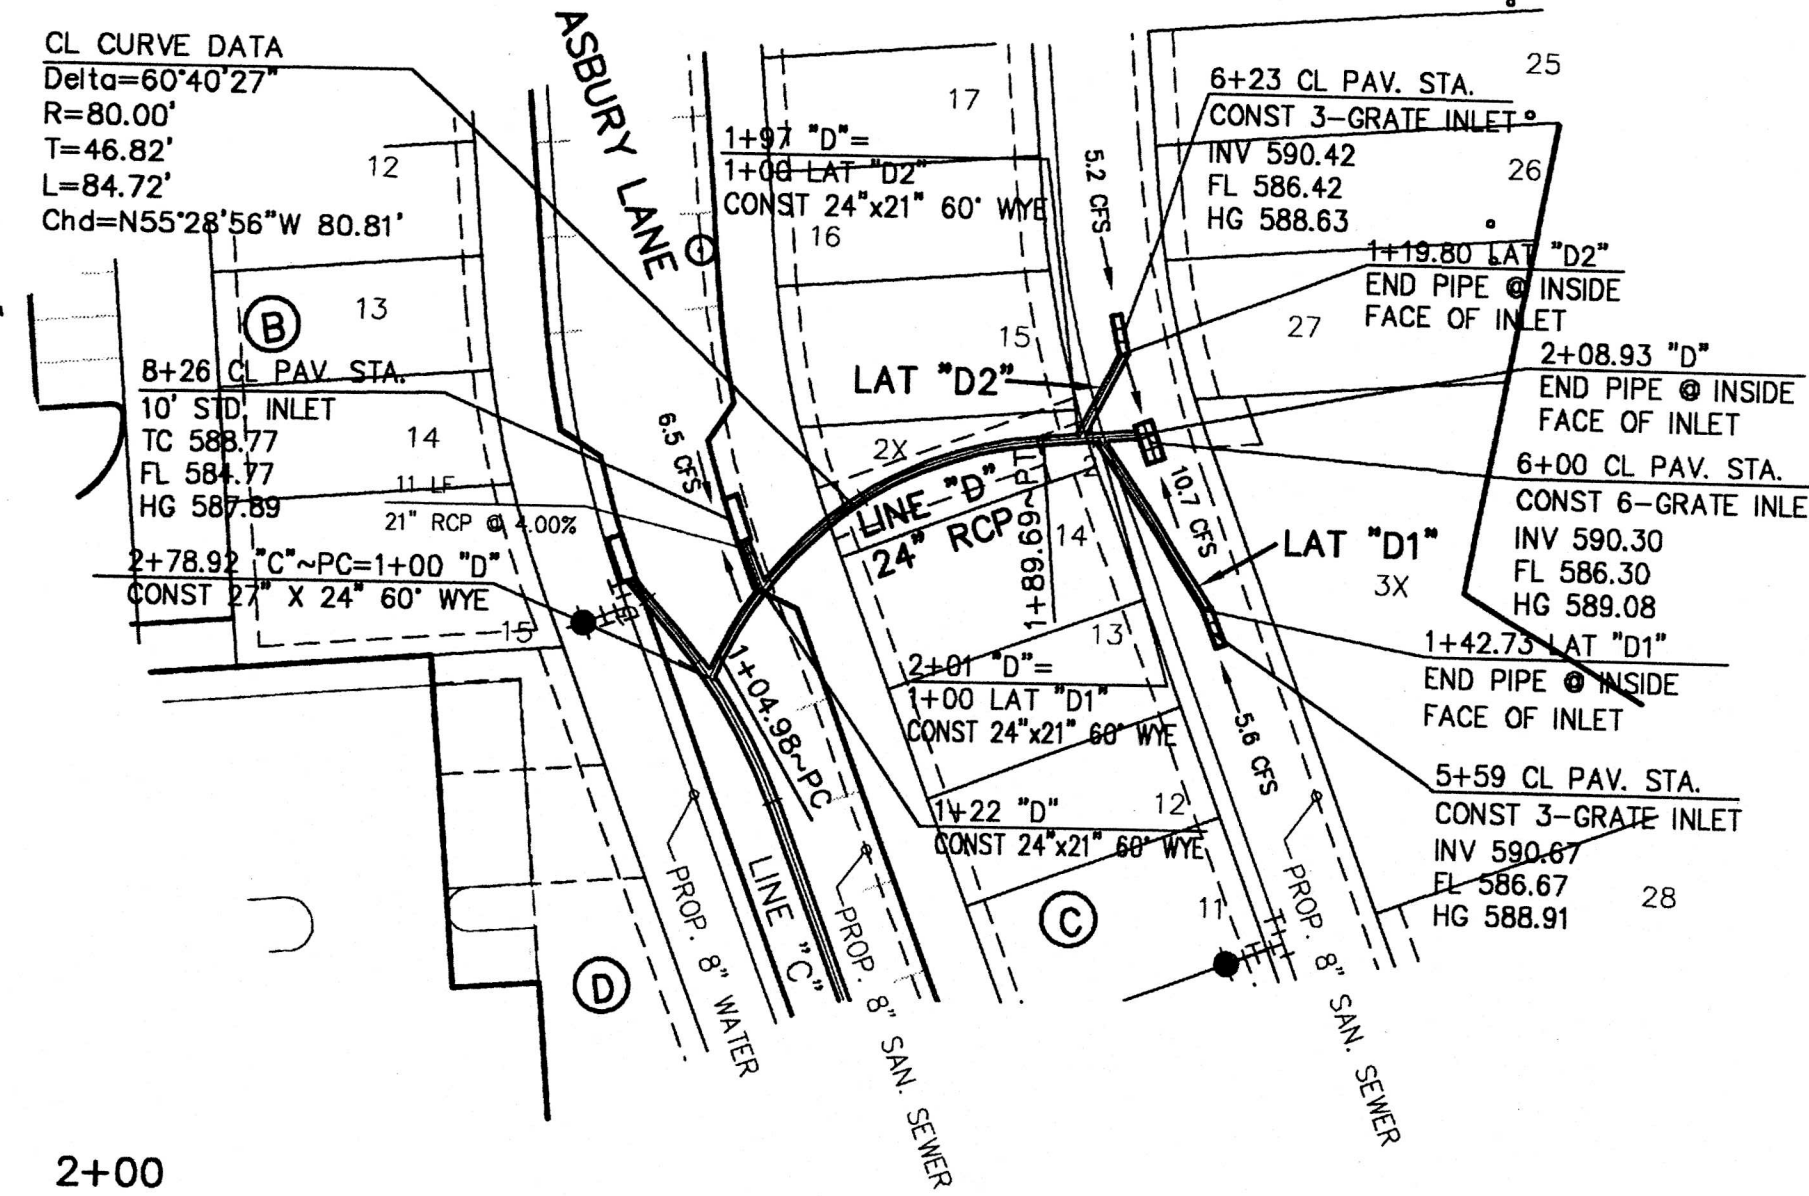 CL CURVE DATA
Delta=60°40'27"
R=80.00'
T=46.82'
L=84.72'
Chd=N55°28'56"W 80.81'
ASBURY LANE
12
13
B
8+26 CL PAV. STA.
10' STD. INLET
TC 588.77
FL 584.77
HG 587.89
14
11 LF
21" RCP @ 4.00%
2+78.92 "C"~PC=1+00 "D"
CONST 27" X 24" 60° WYE
15
6.5 CFS
17
1+97 "D"=
1+00 LAT "D2"
CONST 24"x21" 60° WYE
16
15
LAT "D2"
2X
LINE "D"
24" RCP
1+89.69~PT
14
13
2+01 "D"=
1+00 LAT "D1"
CONST 24"x21" 60° WYE
12
1+22 "D"
CONST 24"x21" 60° WYE
11
C
1+04.98~PC
LINE "C"
PROP. 8" WATER
PROP. 8" SAN. SEWER
D
5.2 CFS
25
6+23 CL PAV. STA.
CONST 3-GRATE INLET
INV 590.42
FL 586.42
HG 588.63
26
1+19.80 LAT "D2"
END PIPE @ INSIDE
FACE OF INLET
27
2+08.93 "D"
END PIPE @ INSIDE
FACE OF INLET
6+00 CL PAV. STA.
CONST 6-GRATE INLE
INV 590.30
FL 586.30
HG 589.08
10.7 CFS
LAT "D1"
3X
1+42.73 LAT "D1"
END PIPE @ INSIDE
FACE OF INLET
5.6 CFS
5+59 CL PAV. STA.
CONST 3-GRATE INLET
INV 590.67
FL 586.67
HG 588.91
28
PROP. 8" SAN. SEWER
2+00